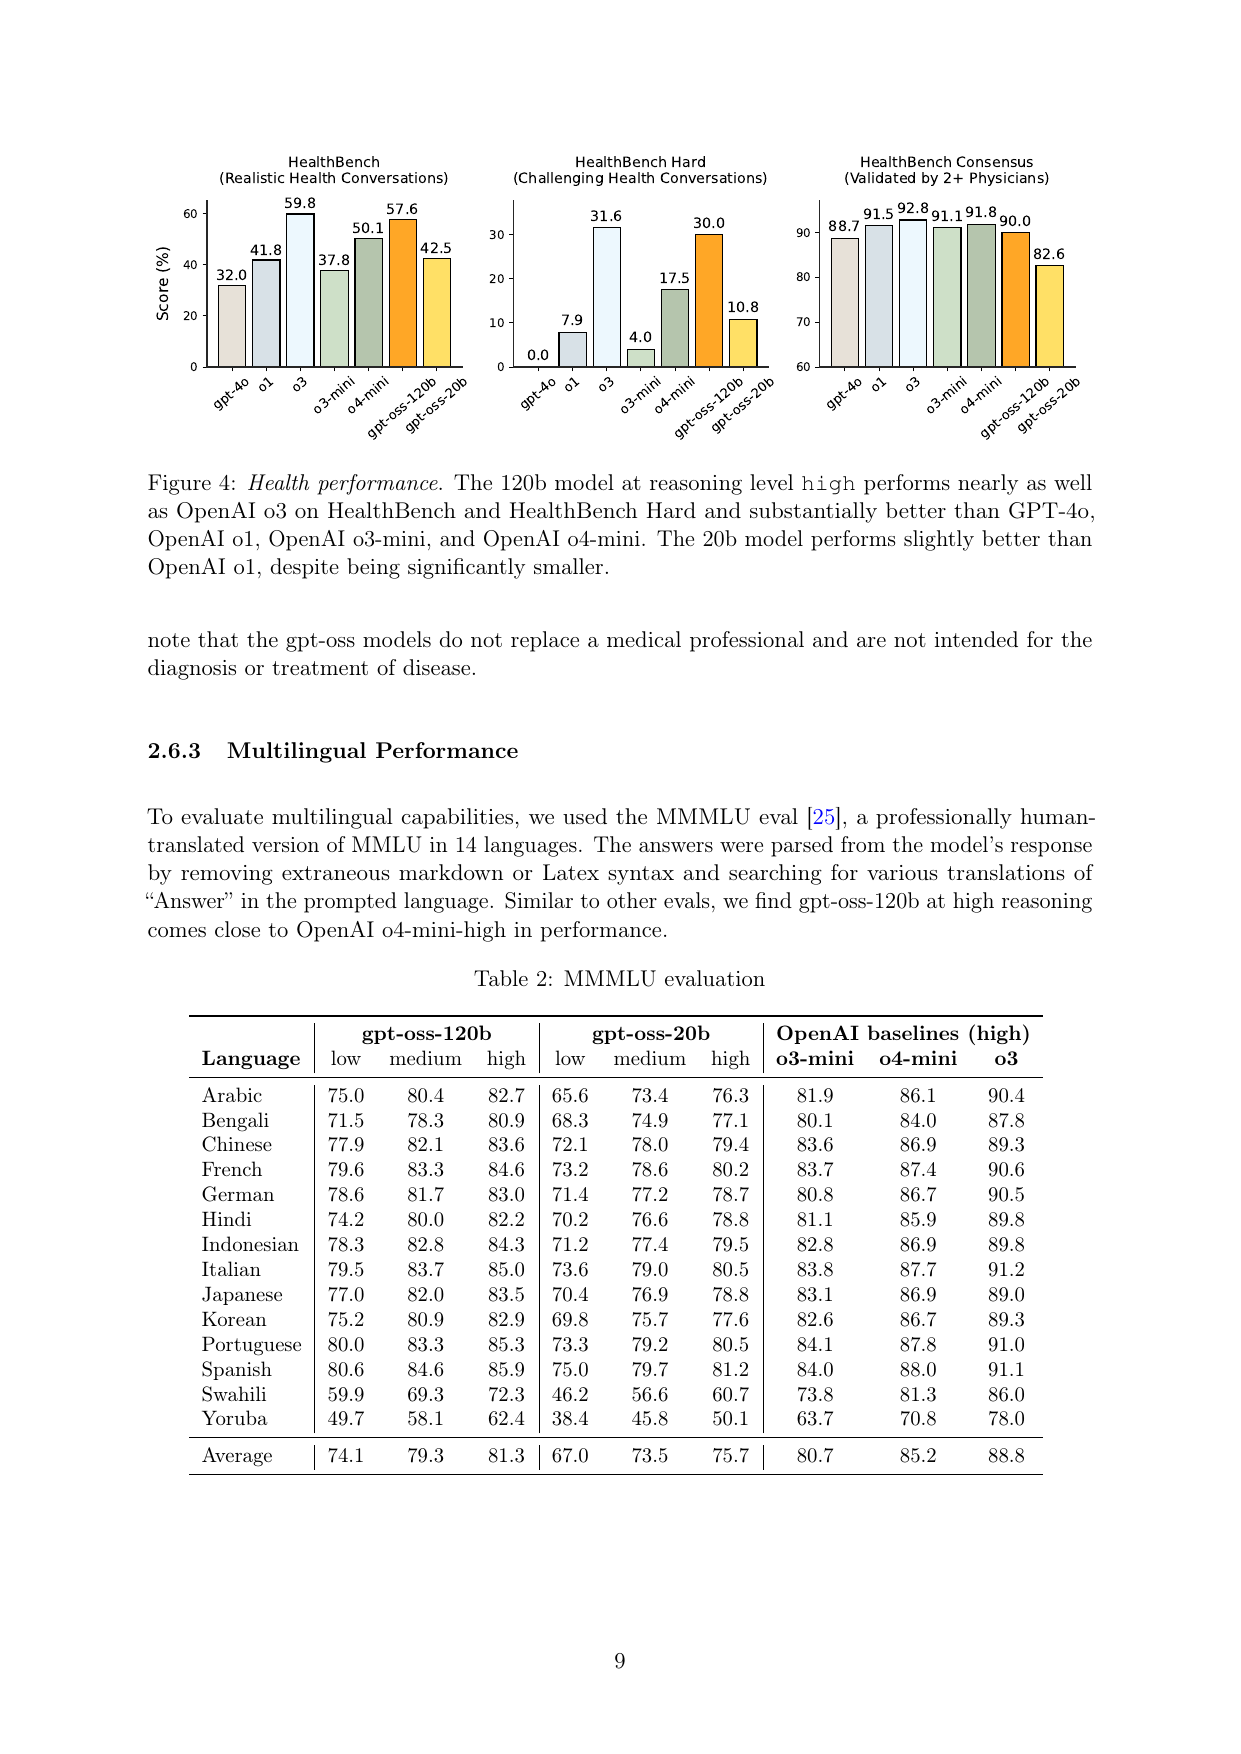 HealthBench
(Realistic Health Conversations)
Score (%)
60
40
20
0
32.0
41.8
59.8
37.8
50.1
57.6
42.5
gpt-4o
o1
o3
o3-mini
o4-mini
gpt-oss-120b
gpt-oss-20b
HealthBench Hard
(Challenging Health Conversations)
30
20
10
0
0.0
7.9
31.6
4.0
17.5
30.0
10.8
gpt-4o
o1
o3
o3-mini
o4-mini
gpt-oss-120b
gpt-oss-20b
HealthBench Consensus
(Validated by 2+ Physicians)
90
80
70
60
88.7
91.5
92.8
91.1
91.8
90.0
82.6
gpt-4o
o1
o3
o3-mini
o4-mini
gpt-oss-120b
gpt-oss-20b
Figure 4: Health performance. The 120b model at reasoning level high performs nearly as well
as OpenAI o3 on HealthBench and HealthBench Hard and substantially better than GPT-4o,
OpenAI o1, OpenAI o3-mini, and OpenAI o4-mini. The 20b model performs slightly better than
OpenAI o1, despite being significantly smaller.
note that the gpt-oss models do not replace a medical professional and are not intended for the
diagnosis or treatment of disease.
2.6.3 Multilingual Performance
To evaluate multilingual capabilities, we used the MMMLU eval [25], a professionally human-
translated version of MMLU in 14 languages. The answers were parsed from the model's response
by removing extraneous markdown or Latex syntax and searching for various translations of
“Answer” in the prompted language. Similar to other evals, we find gpt-oss-120b at high reasoning
comes close to OpenAI o4-mini-high in performance.
Table 2: MMMLU evaluation
gpt-oss-120b gpt-oss-20b OpenAI baselines (high)
Language low medium high low medium high o3-mini o4-mini o3
Arabic 75.0 80.4 82.7 65.6 73.4 76.3 81.9 86.1 90.4
Bengali 71.5 78.3 80.9 68.3 74.9 77.1 80.1 84.0 87.8
Chinese 77.9 82.1 83.6 72.1 78.0 79.4 83.6 86.9 89.3
French 79.6 83.3 84.6 73.2 78.6 80.2 83.7 87.4 90.6
German 78.6 81.7 83.0 71.4 77.2 78.7 80.8 86.7 90.5
Hindi 74.2 80.0 82.2 70.2 76.6 78.8 81.1 85.9 89.8
Indonesian 78.3 82.8 84.3 71.2 77.4 79.5 82.8 86.9 89.8
Italian 79.5 83.7 85.0 73.6 79.0 80.5 83.8 87.7 91.2
Japanese 77.0 82.0 83.5 70.4 76.9 78.8 83.1 86.9 89.0
Korean 75.2 80.9 82.9 69.8 75.7 77.6 82.6 86.7 89.3
Portuguese 80.0 83.3 85.3 73.3 79.2 80.5 84.1 87.8 91.0
Spanish 80.6 84.6 85.9 75.0 79.7 81.2 84.0 88.0 91.1
Swahili 59.9 69.3 72.3 46.2 56.6 60.7 73.8 81.3 86.0
Yoruba 49.7 58.1 62.4 38.4 45.8 50.1 63.7 70.8 78.0
Average 74.1 79.3 81.3 67.0 73.5 75.7 80.7 85.2 88.8
9